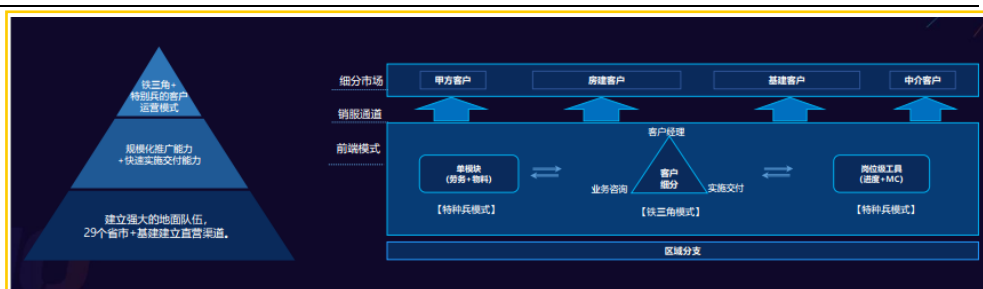 铁三角+
特别兵的客户
运营模式
规模化推广能力
+快速实施交付能力
建立强大的地面队伍，
29个省市+基建建立直营渠道。
细分市场
甲方客户
房建客户
基建客户
中介客户
销服通道
前端模式
客户经理
单模块
(劳务+物料)
客户
细分
业务咨询
实施交付
岗位级工具
(进度+MC)
【特种兵模式】
【铁三角模式】
【特种兵模式】
区域分支